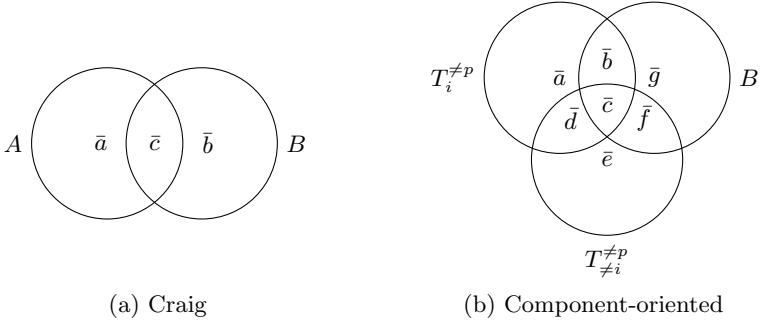 A ā c̄ b̄ B
(a) Craig
T_i^{≠p} ā b̄ ḡ B
d̄ c̄ f̄
ē
T_{≠i}^{≠p}
(b) Component-oriented